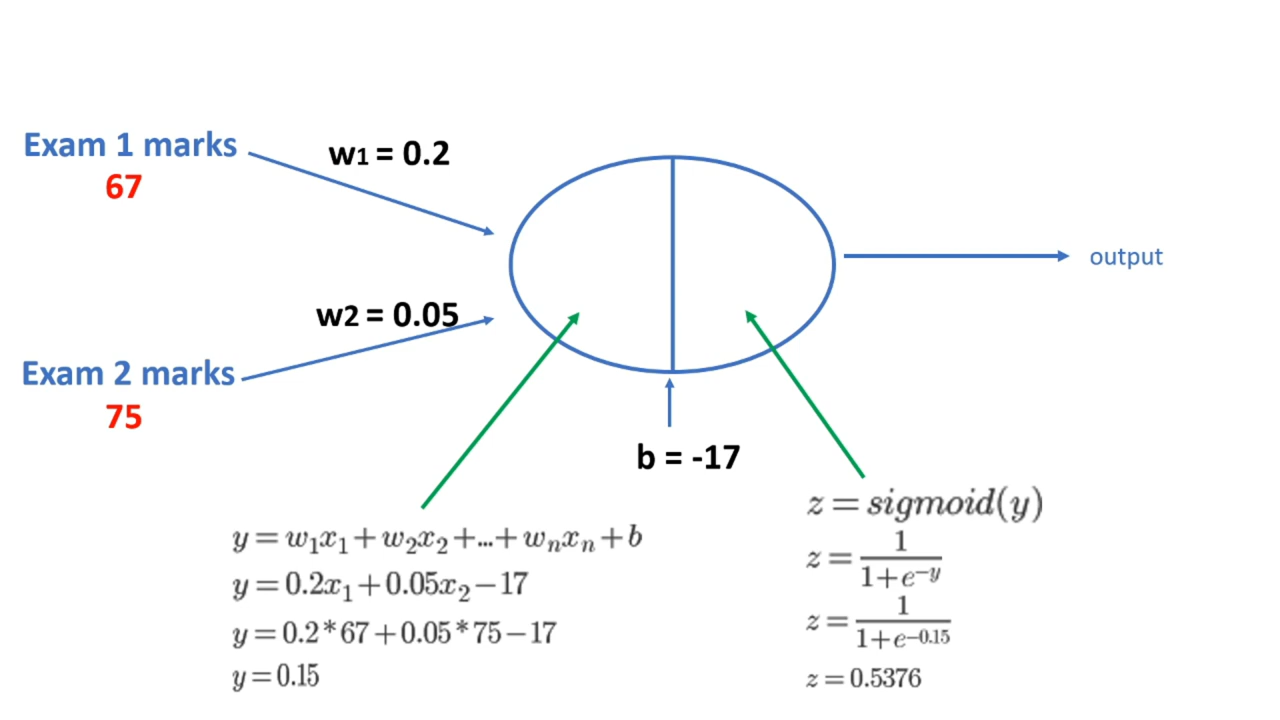 Exam 1 marks
67
w1 = 0.2
w2 = 0.05
Exam 2 marks
75
output
b = -17
y = w₁x₁ + w₂x₂ + ... + wₙxₙ + b
y = 0.2x₁ + 0.05x₂ − 17
y = 0.2 * 67 + 0.05 * 75 − 17
y = 0.15
z = sigmoid(y)
z = 1/(1+e^−y)
z = 1/(1+e^−0.15)
z = 0.5376